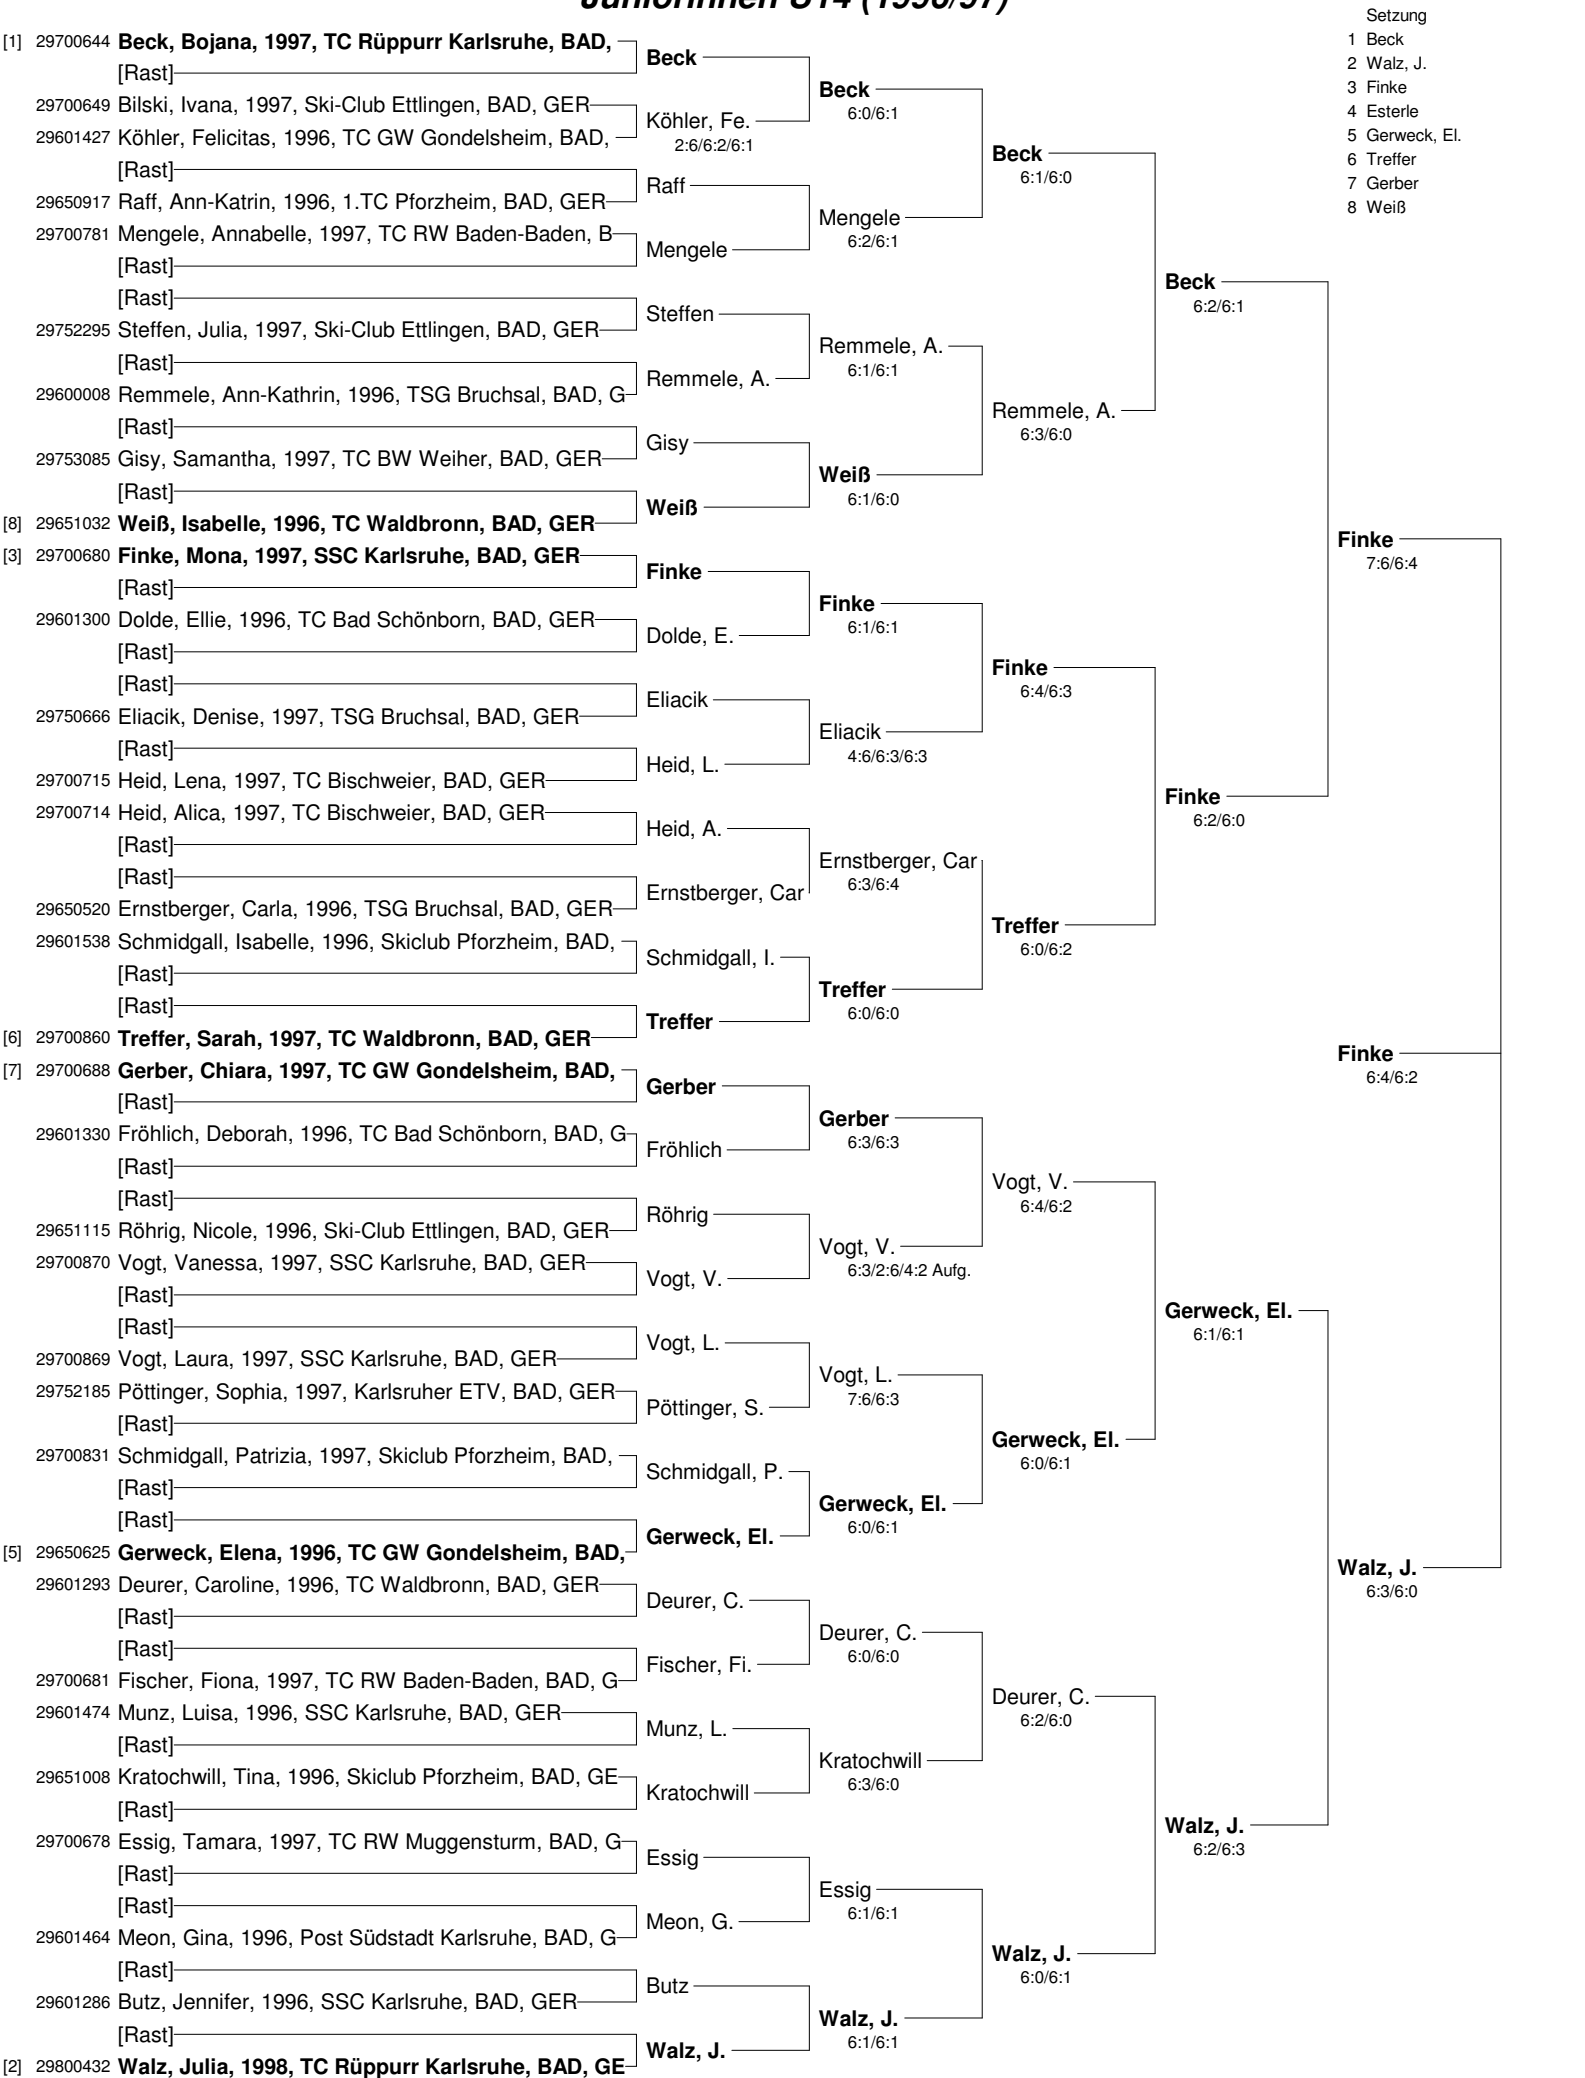 Juniorinnen U14 (1996/97)
Setzung
1 Beck
2 Walz, J.
3 Finke
4 Esterle
5 Gerweck, El.
6 Treffer
7 Gerber
8 Weiß
[1] 29700644 Beck, Bojana, 1997, TC Rüppurr Karlsruhe, BAD,
[Rast]
29700649 Bilski, Ivana, 1997, Ski-Club Ettlingen, BAD, GER
29601427 Köhler, Felicitas, 1996, TC GW Gondelsheim, BAD,
[Rast]
29650917 Raff, Ann-Katrin, 1996, 1.TC Pforzheim, BAD, GER
29700781 Mengele, Annabelle, 1997, TC RW Baden-Baden, B
[Rast]
[Rast]
29752295 Steffen, Julia, 1997, Ski-Club Ettlingen, BAD, GER
[Rast]
29600008 Remmele, Ann-Kathrin, 1996, TSG Bruchsal, BAD, G
[Rast]
29753085 Gisy, Samantha, 1997, TC BW Weiher, BAD, GER
[Rast]
[8] 29651032 Weiß, Isabelle, 1996, TC Waldbronn, BAD, GER
[3] 29700680 Finke, Mona, 1997, SSC Karlsruhe, BAD, GER
[Rast]
29601300 Dolde, Ellie, 1996, TC Bad Schönborn, BAD, GER
[Rast]
[Rast]
29750666 Eliacik, Denise, 1997, TSG Bruchsal, BAD, GER
[Rast]
29700715 Heid, Lena, 1997, TC Bischweier, BAD, GER
29700714 Heid, Alica, 1997, TC Bischweier, BAD, GER
[Rast]
[Rast]
29650520 Ernstberger, Carla, 1996, TSG Bruchsal, BAD, GER
29601538 Schmidgall, Isabelle, 1996, Skiclub Pforzheim, BAD,
[Rast]
[Rast]
[6] 29700860 Treffer, Sarah, 1997, TC Waldbronn, BAD, GER
[7] 29700688 Gerber, Chiara, 1997, TC GW Gondelsheim, BAD,
[Rast]
29601330 Fröhlich, Deborah, 1996, TC Bad Schönborn, BAD, G
[Rast]
[Rast]
29651115 Röhrig, Nicole, 1996, Ski-Club Ettlingen, BAD, GER
29700870 Vogt, Vanessa, 1997, SSC Karlsruhe, BAD, GER
[Rast]
[Rast]
29700869 Vogt, Laura, 1997, SSC Karlsruhe, BAD, GER
29752185 Pöttinger, Sophia, 1997, Karlsruher ETV, BAD, GER
[Rast]
29700831 Schmidgall, Patrizia, 1997, Skiclub Pforzheim, BAD,
[Rast]
[Rast]
[5] 29650625 Gerweck, Elena, 1996, TC GW Gondelsheim, BAD,
29601293 Deurer, Caroline, 1996, TC Waldbronn, BAD, GER
[Rast]
[Rast]
29700681 Fischer, Fiona, 1997, TC RW Baden-Baden, BAD, G
29601474 Munz, Luisa, 1996, SSC Karlsruhe, BAD, GER
[Rast]
29651008 Kratochwill, Tina, 1996, Skiclub Pforzheim, BAD, GE
[Rast]
29700678 Essig, Tamara, 1997, TC RW Muggensturm, BAD, G
[Rast]
[Rast]
29601464 Meon, Gina, 1996, Post Südstadt Karlsruhe, BAD, G
[Rast]
29601286 Butz, Jennifer, 1996, SSC Karlsruhe, BAD, GER
[Rast]
[2] 29800432 Walz, Julia, 1998, TC Rüppurr Karlsruhe, BAD, GE
Beck
Köhler, Fe.
2:6/6:2/6:1
Raff
Mengele
Steffen
Remmele, A.
Gisy
Weiß
Finke
Dolde, E.
Eliacik
Heid, L.
Heid, A.
Ernstberger, Car
Schmidgall, I.
Treffer
Gerber
Fröhlich
Röhrig
Vogt, V.
Vogt, L.
Pöttinger, S.
Schmidgall, P.
Gerweck, El.
Deurer, C.
Fischer, Fi.
Munz, L.
Kratochwill
Essig
Meon, G.
Butz
Walz, J.
Beck
6:0/6:1
Mengele
6:2/6:1
Remmele, A.
6:1/6:1
Weiß
6:1/6:0
Finke
6:1/6:1
Eliacik
4:6/6:3/6:3
Ernstberger, Car
6:3/6:4
Treffer
6:0/6:0
Gerber
6:3/6:3
Vogt, V.
6:3/2:6/4:2 Aufg.
Vogt, L.
7:6/6:3
Gerweck, El.
6:0/6:1
Deurer, C.
6:0/6:0
Kratochwill
6:3/6:0
Essig
6:1/6:1
Walz, J.
6:1/6:1
Beck
6:1/6:0
Remmele, A.
6:3/6:0
Finke
6:4/6:3
Treffer
6:0/6:2
Vogt, V.
6:4/6:2
Gerweck, El.
6:0/6:1
Deurer, C.
6:2/6:0
Walz, J.
6:0/6:1
Beck
6:2/6:1
Finke
6:2/6:0
Gerweck, El.
6:1/6:1
Walz, J.
6:2/6:3
Finke
7:6/6:4
Walz, J.
6:3/6:0
Finke
6:4/6:2